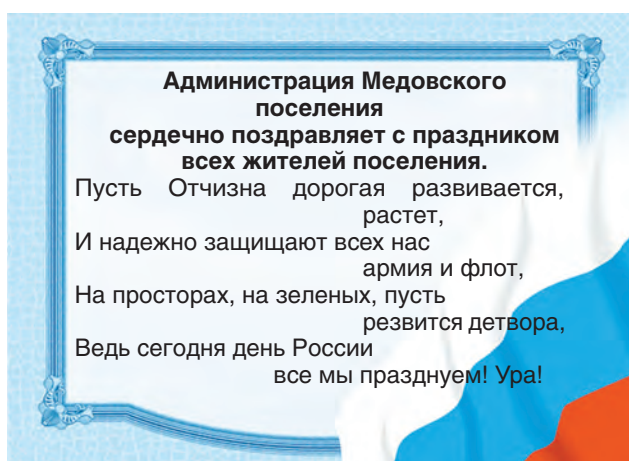 Администрация Медовского
поселения
сердечно поздравляет с праздником
всех жителей поселения.
Пусть Отчизна дорогая развивается,
растет,
И надежно защищают всех нас
армия и флот,
На просторах, на зеленых, пусть
резвится детвора,
Ведь сегодня день России
все мы празднуем! Ура!